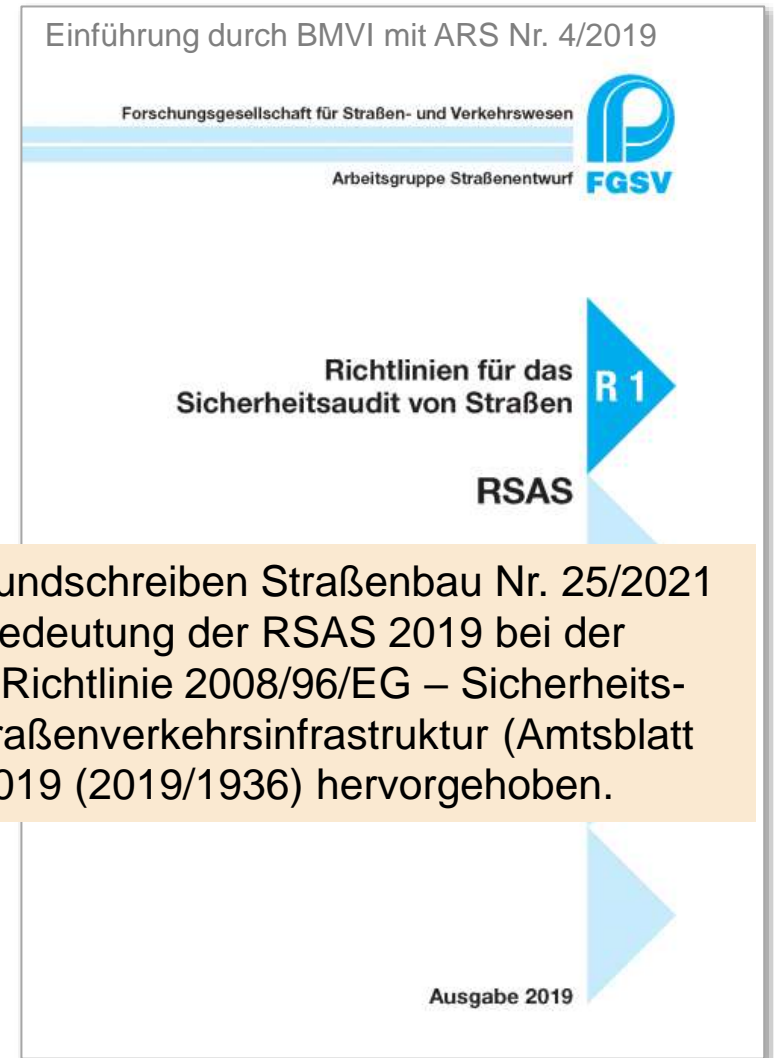 Einführung durch BMVI mit ARS Nr. 4/2019
Forschungsgesellschaft für Straßen- und Verkehrswesen
Arbeitsgruppe Straßenentwurf
FGSV
Richtlinien für das
Sicherheitsaudit von Straßen
R 1
RSAS
undschreiben Straßenbau Nr. 25/2021
edeutung der RSAS 2019 bei der
Richtlinie 2008/96/EG – Sicherheits-
raßenverkehrsinfrastruktur (Amtsblatt
019 (2019/1936) hervorgehoben.
Ausgabe 2019